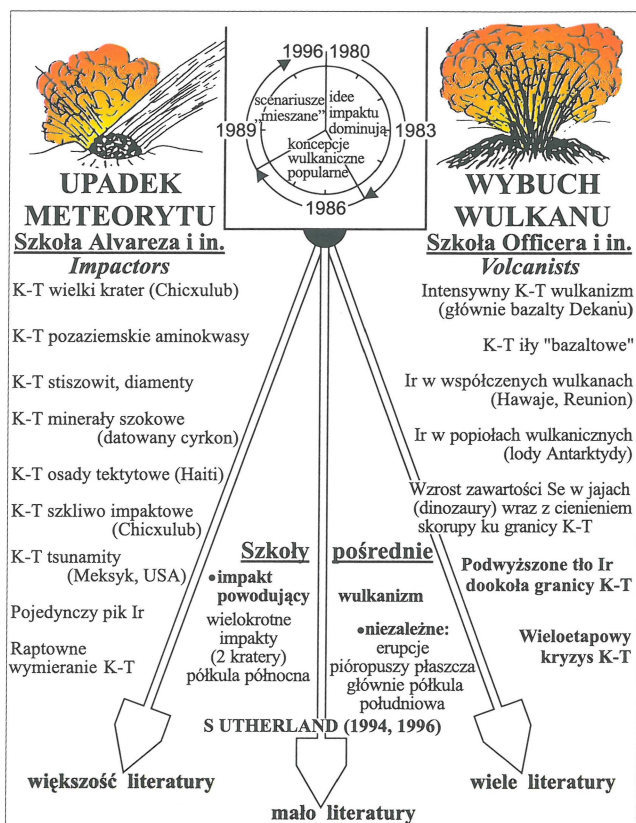 1996 1980
scenariusze
„mieszane”
idee
impaktu
dominują
1989
1983
koncepcje
wulkaniczne
popularne
1986
UPADEK
METEORYTU
Szkoła Alvareza i in.
Impactors
K-T wielki krater (Chicxulub)
K-T pozaziemskie aminokwasy
K-T stiszowit, diamenty
K-T minerały szokowe
(datowany cyrkon)
K-T osady tektytowe (Haiti)
K-T szkliwo impaktowe
(Chicxulub)
K-T tsunamity
(Meksyk, USA)
Pojedynczy pik Ir
Raptowne
wymieranie K-T
większość literatury
WYBUCH
WULKANU
Szkoła Officera i in.
Volcanists
Intensywny K-T wulkanizm
(głównie bazalty Dekanu)
K-T iły "bazaltowe"
Ir w współczenych wulkanach
(Hawaje, Reunion)
Ir w popiołach wulkanicznych
(lody Antarktydy)
Wzrost zawartości Se w jajach
(dinozaury) wraz z cienieniem
skorupy ku granicy K-T
Podwyższone tło Ir
dookoła granicy K-T
Wieloetapowy
kryzys K-T
wiele literatury
Szkoły pośrednie
•impakt
powodujący
wulkanizm
wielokrotne
impakty
(2 kratery)
półkula północna
•niezależne:
erupcje
pióropuszy płaszcza
głównie półkula
południowa
S UTHERLAND (1994, 1996)
mało literatury